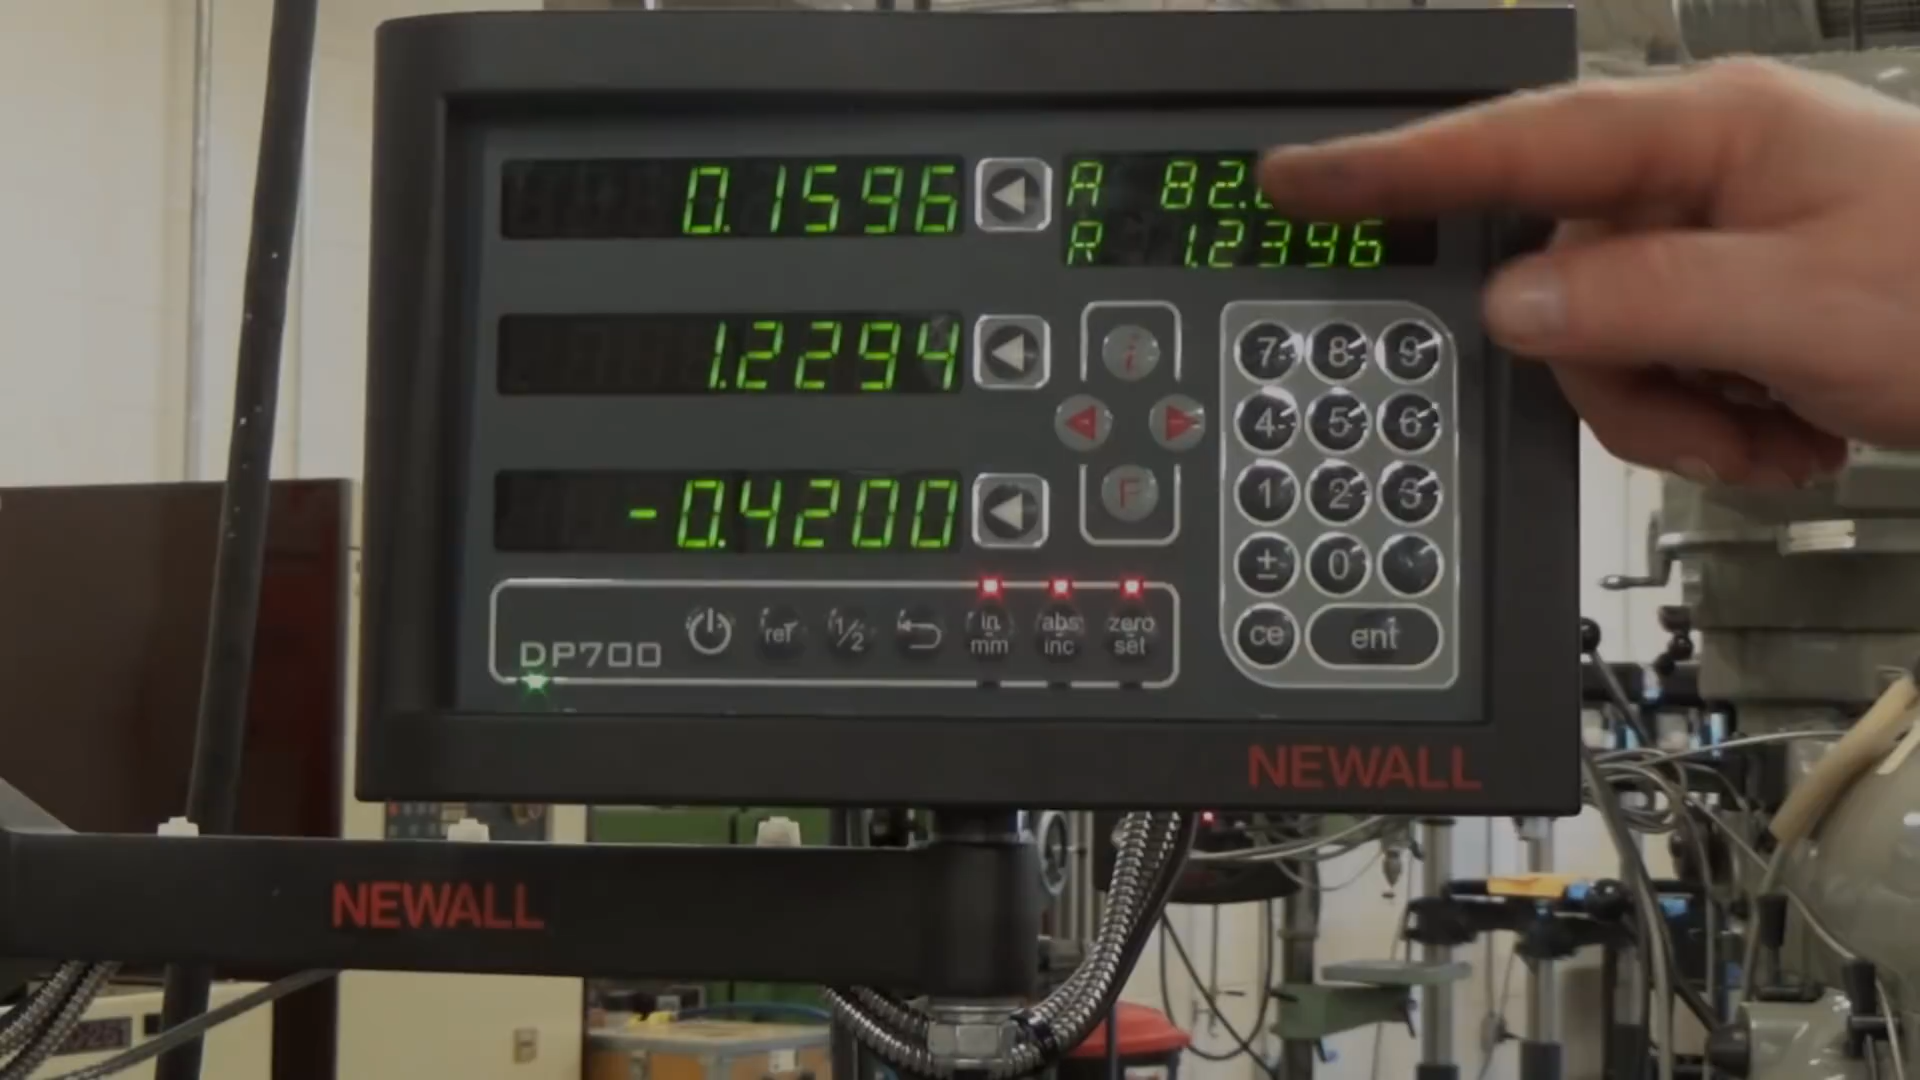 0.1596
A 82.
R 1.2396
1.2294
-0.4200
i
F
7 8 9
4 5 6
1 2 3
± 0
ce ent
DP700
ref 1/2 in mm abs inc zero set
NEWALL
NEWALL